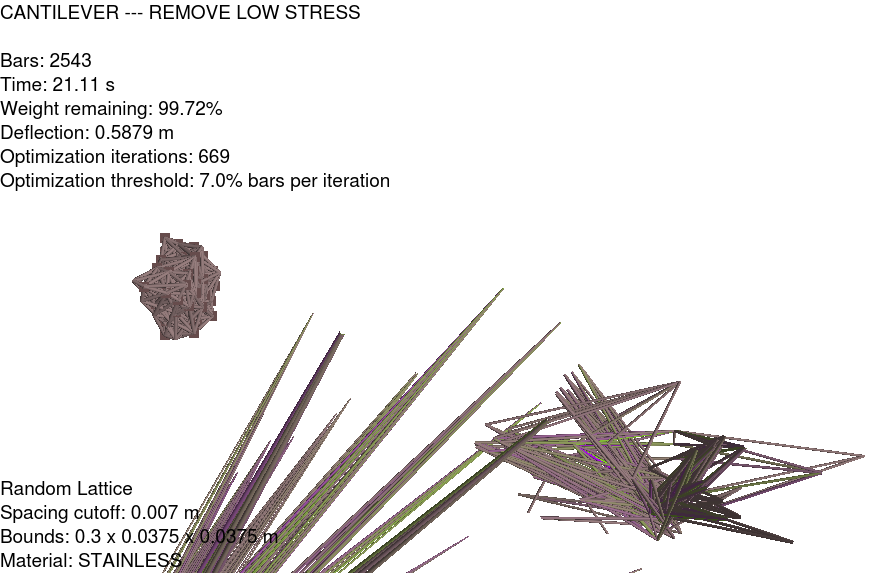 CANTILEVER --- REMOVE LOW STRESS
Bars: 2543
Time: 21.11 s
Weight remaining: 99.72%
Deflection: 0.5879 m
Optimization iterations: 669
Optimization threshold: 7.0% bars per iteration
Random Lattice
Spacing cutoff: 0.007 m
Bounds: 0.3 x 0.0375 x 0.0375 m
Material: STAINLESS